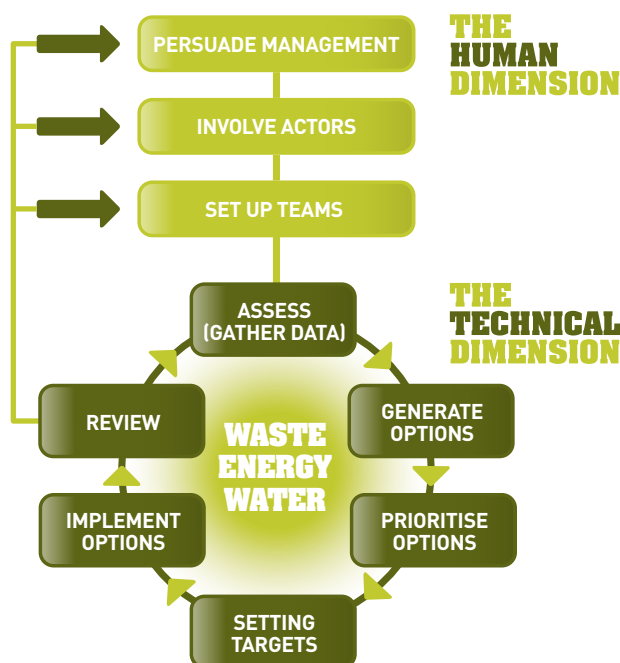 PERSUADE MANAGEMENT
THE
HUMAN
DIMENSION
INVOLVE ACTORS
SET UP TEAMS
THE
TECHNICAL
DIMENSION
ASSESS
(GATHER DATA)
GENERATE
OPTIONS
PRIORITISE
OPTIONS
SETTING
TARGETS
IMPLEMENT
OPTIONS
REVIEW
WASTE
ENERGY
WATER